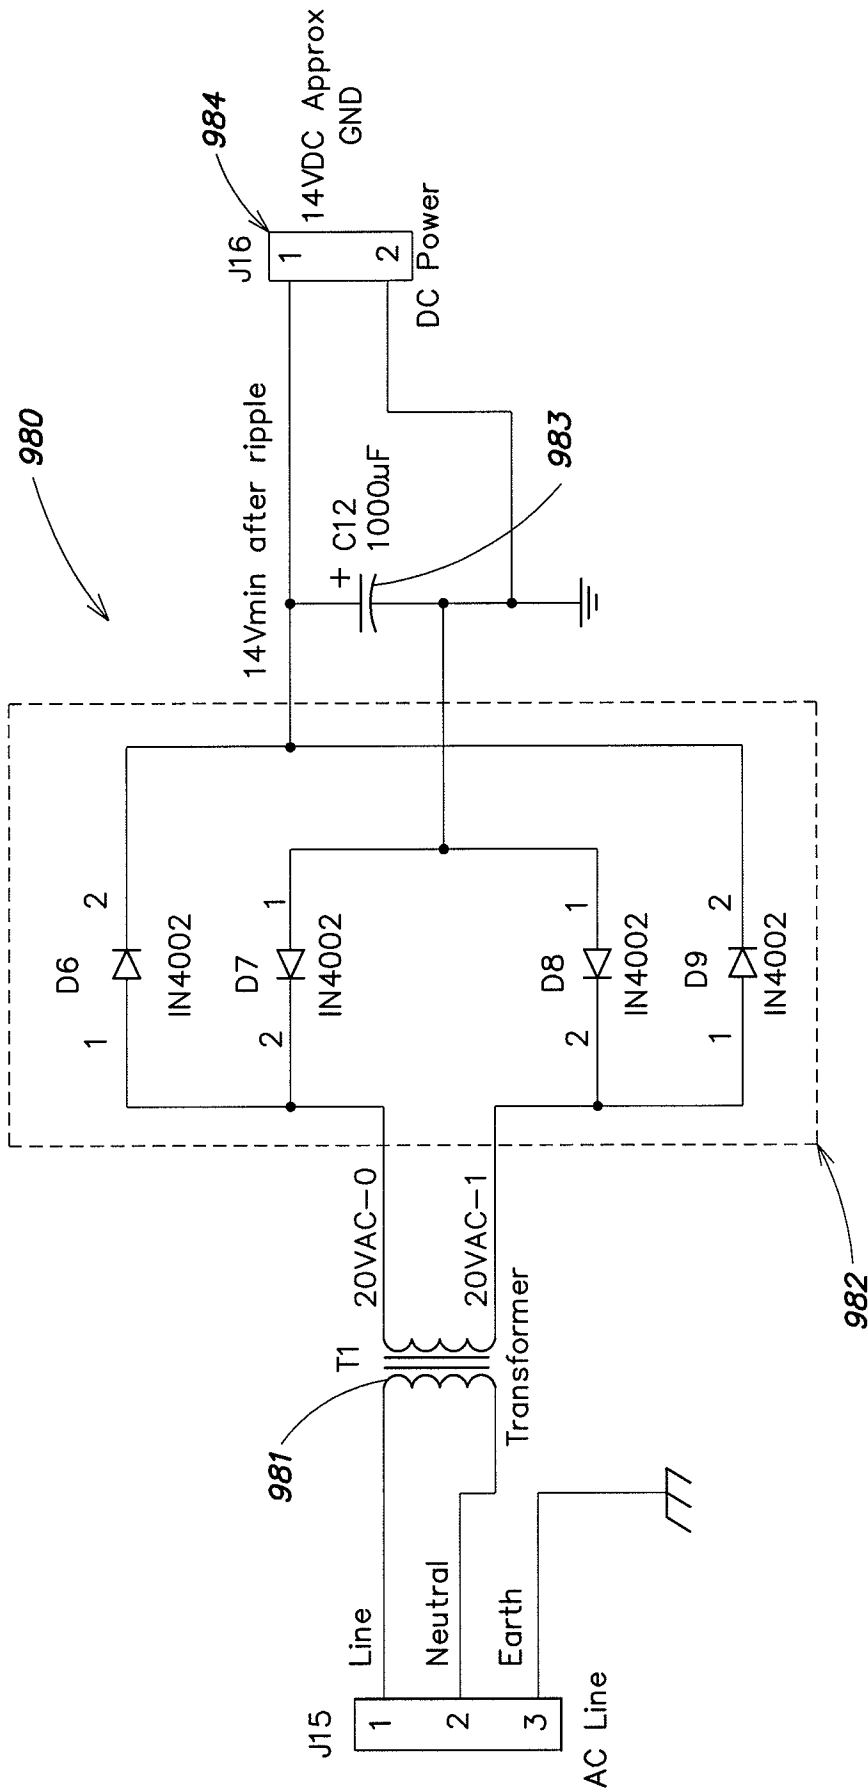 980
984
J16
1
2
14VDC Approx
GND
DC Power
14Vmin after ripple
+
C12
1000uF
983
D6
1
2
IN4002
D7
2
1
IN4002
D8
2
1
IN4002
D9
1
2
IN4002
982
20VAC-0
20VAC-1
T1
Transformer
981
Line
Neutral
Earth
J15
1
2
3
AC Line